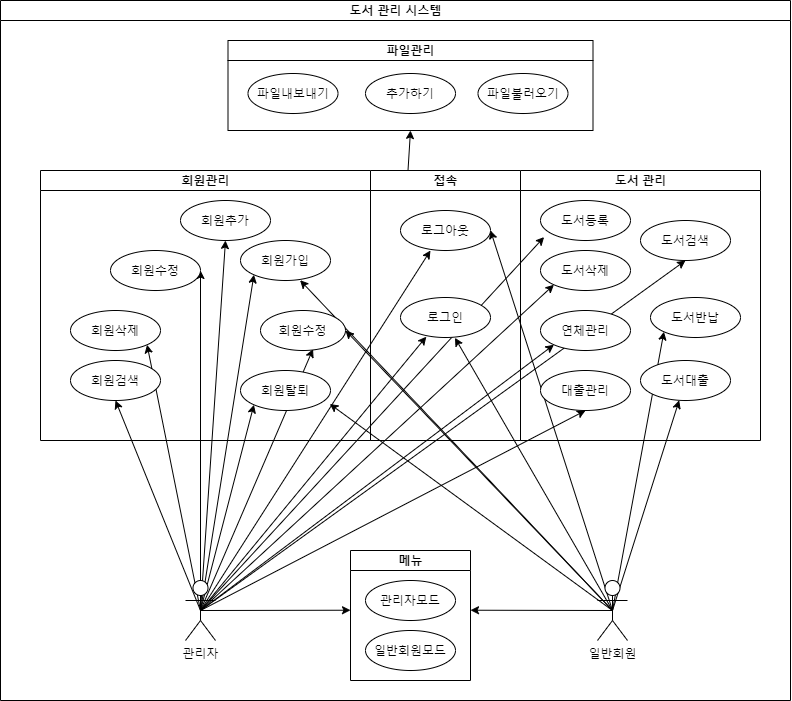 도서 관리 시스템
파일관리
파일내보내기
추가하기
파일불러오기
회원관리
접속
도서 관리
회원추가
회원수정
회원가입
회원삭제
회원수정
회원검색
회원탈퇴
로그아웃
로그인
도서등록
도서검색
도서삭제
연체관리
도서반납
대출관리
도서대출
메뉴
관리자모드
일반회원모드
관리자
일반회원